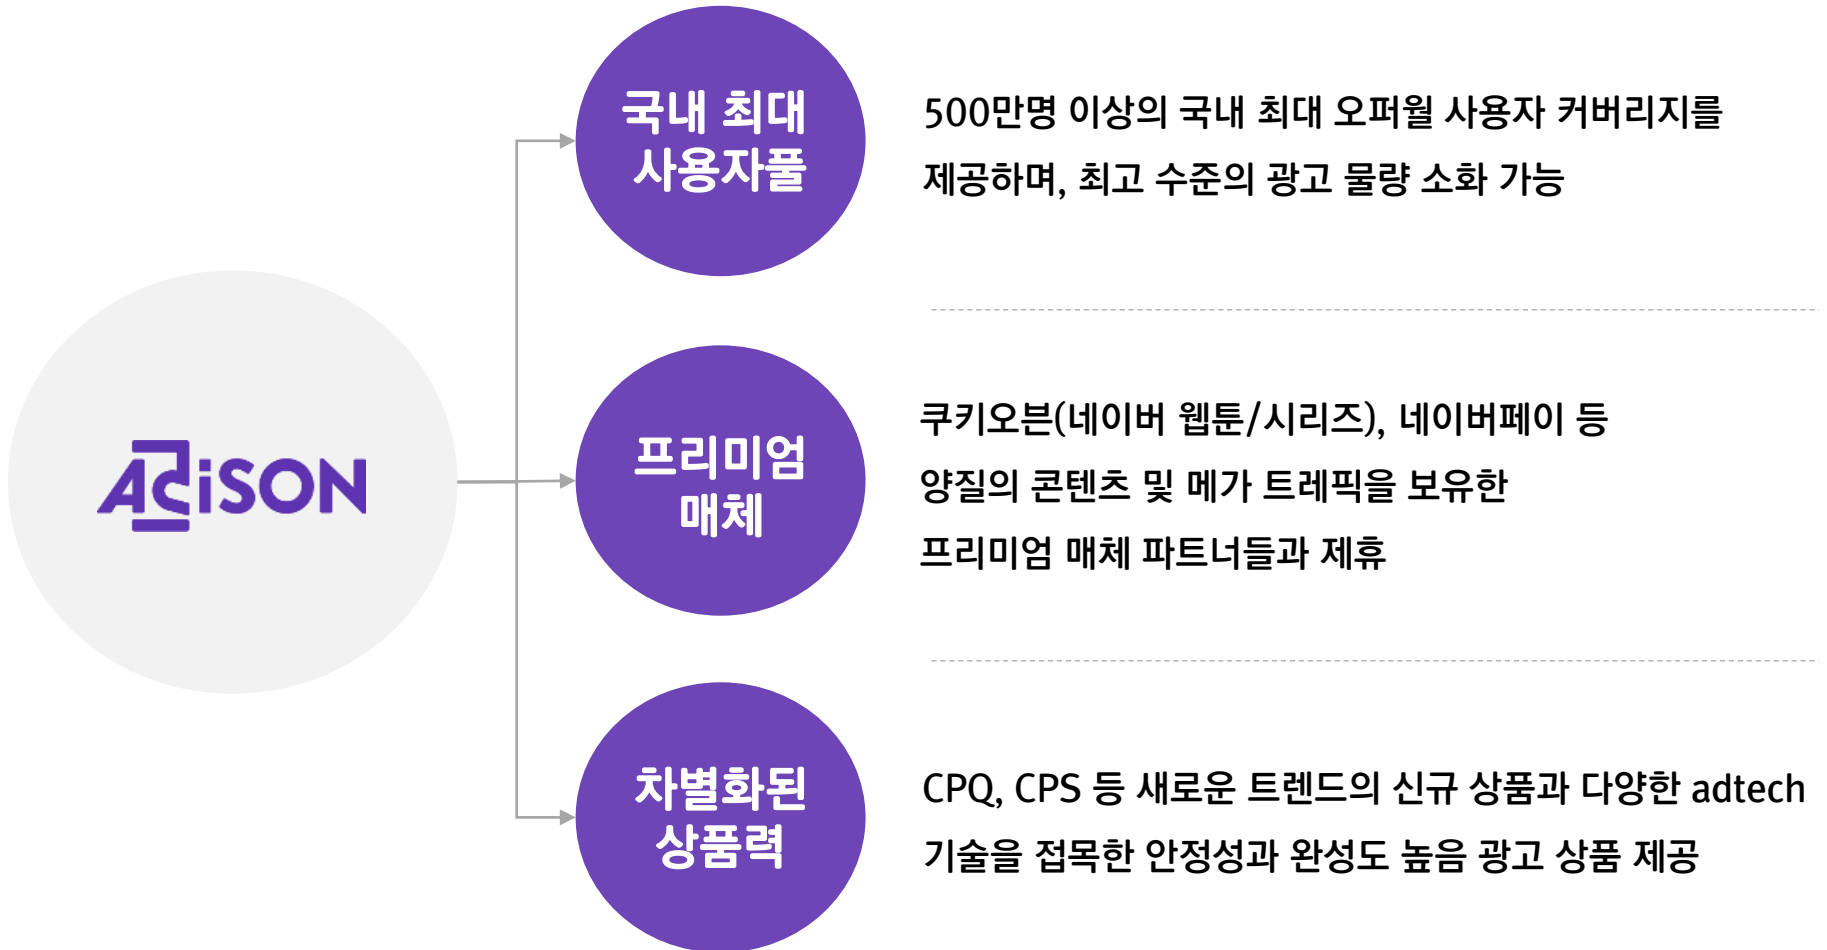 ADiSON
국내 최대
사용자풀
500만명 이상의 국내 최대 오퍼월 사용자 커버리지를
제공하며, 최고 수준의 광고 물량 소화 가능
프리미엄
매체
쿠키오븐(네이버 웹툰/시리즈), 네이버페이 등
양질의 콘텐츠 및 메가 트레픽을 보유한
프리미엄 매체 파트너들과 제휴
차별화된
상품력
CPQ, CPS 등 새로운 트렌드의 신규 상품과 다양한 adtech
기술을 접목한 안정성과 완성도 높음 광고 상품 제공